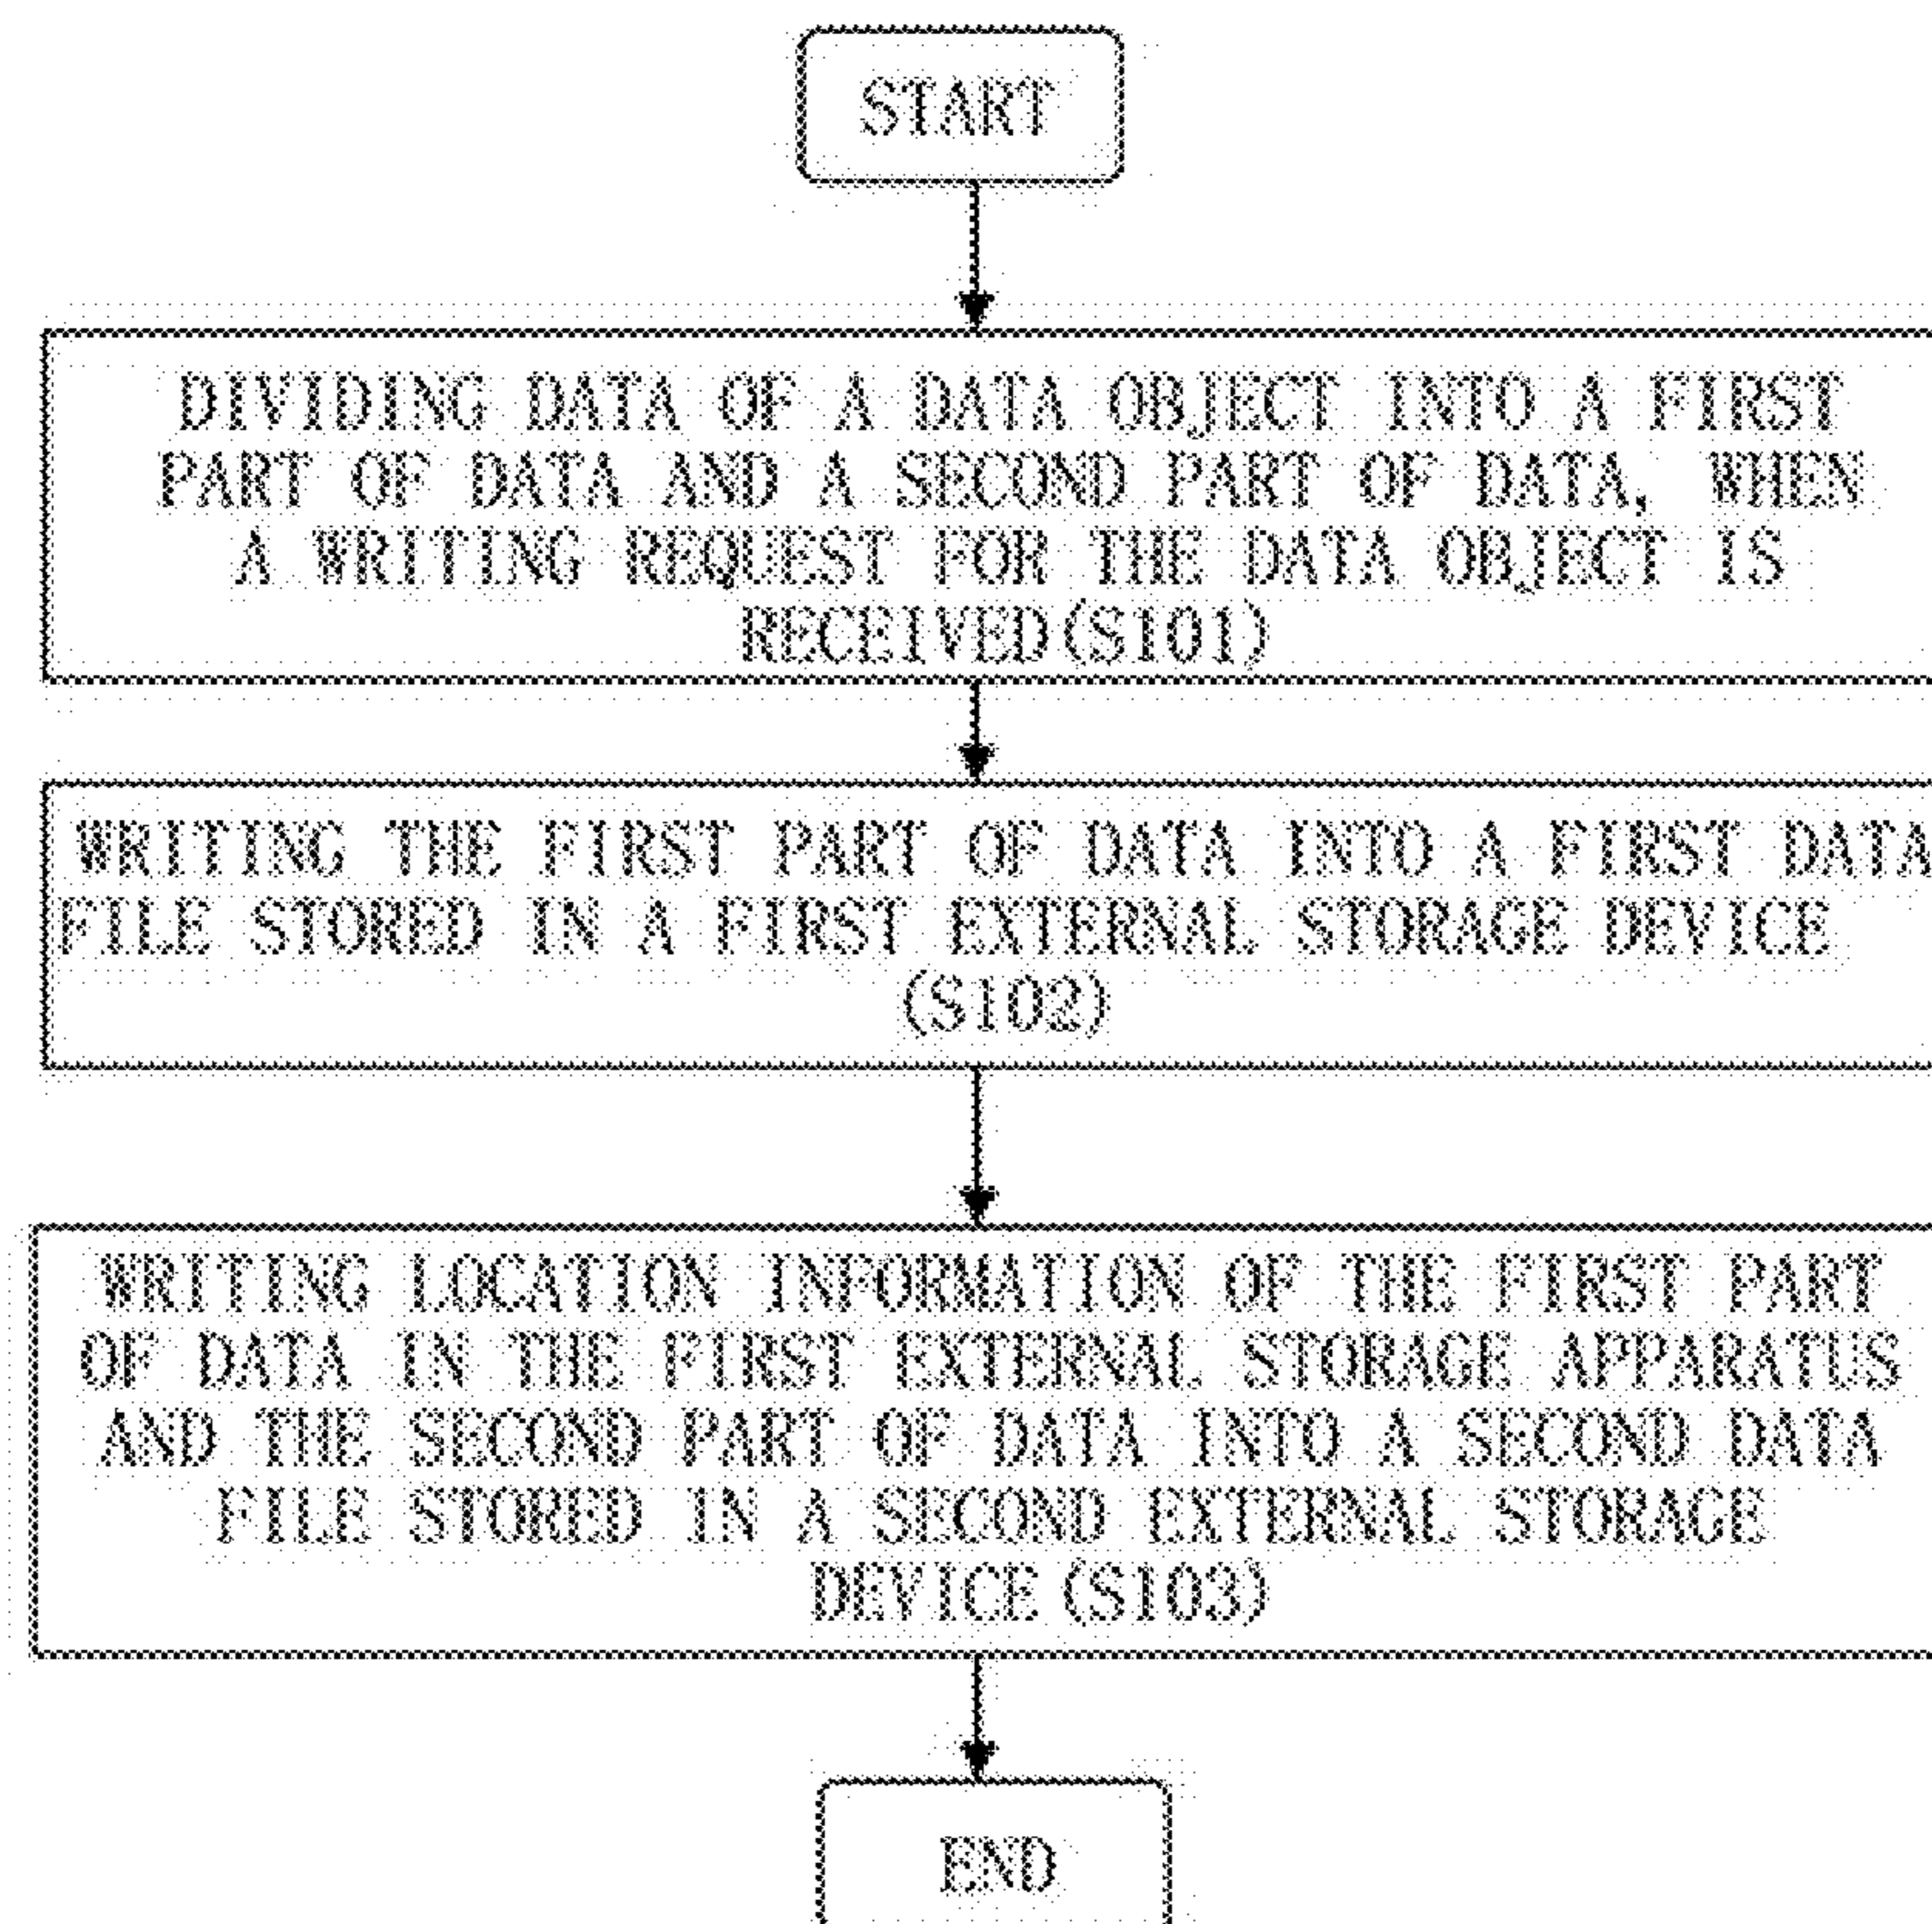 START
DIVIDING DATA OF A DATA OBJECT INTO A FIRST
PART OF DATA AND A SECOND PART OF DATA, WHEN
A WRITING REQUEST FOR THE DATA OBJECT IS
RECEIVED(S101)
WRITING THE FIRST PART OF DATA INTO A FIRST DATA
FILE STORED IN A FIRST EXTERNAL STORAGE DEVICE
(S102)
WRITING LOCATION INFORMATION OF THE FIRST PART
OF DATA IN THE FIRST EXTERNAL STORAGE APPARATUS
AND THE SECOND PART OF DATA INTO A SECOND DATA
FILE STORED IN A SECOND EXTERNAL STORAGE
DEVICE(S103)
END